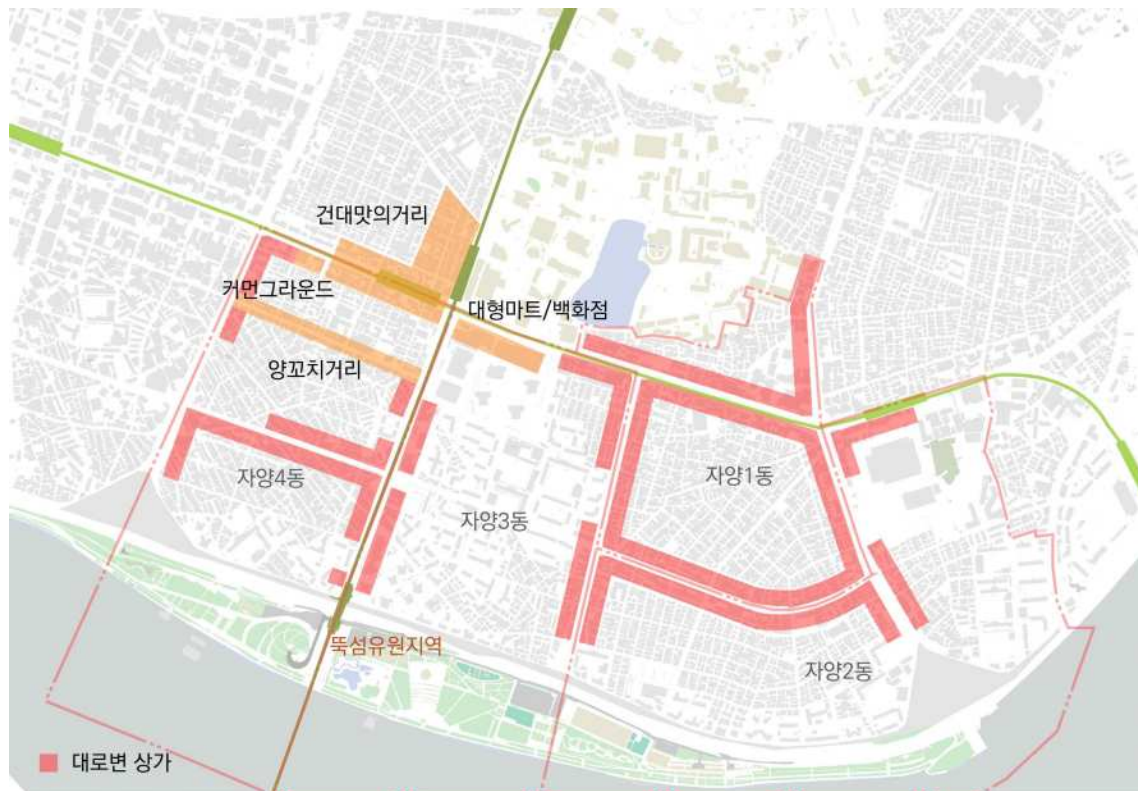 건대맛의거리
커먼그라운드
대형마트/백화점
양꼬치거리
자양4동
자양1동
자양3동
뚝섬유원지역
자양2동
대로변 상가